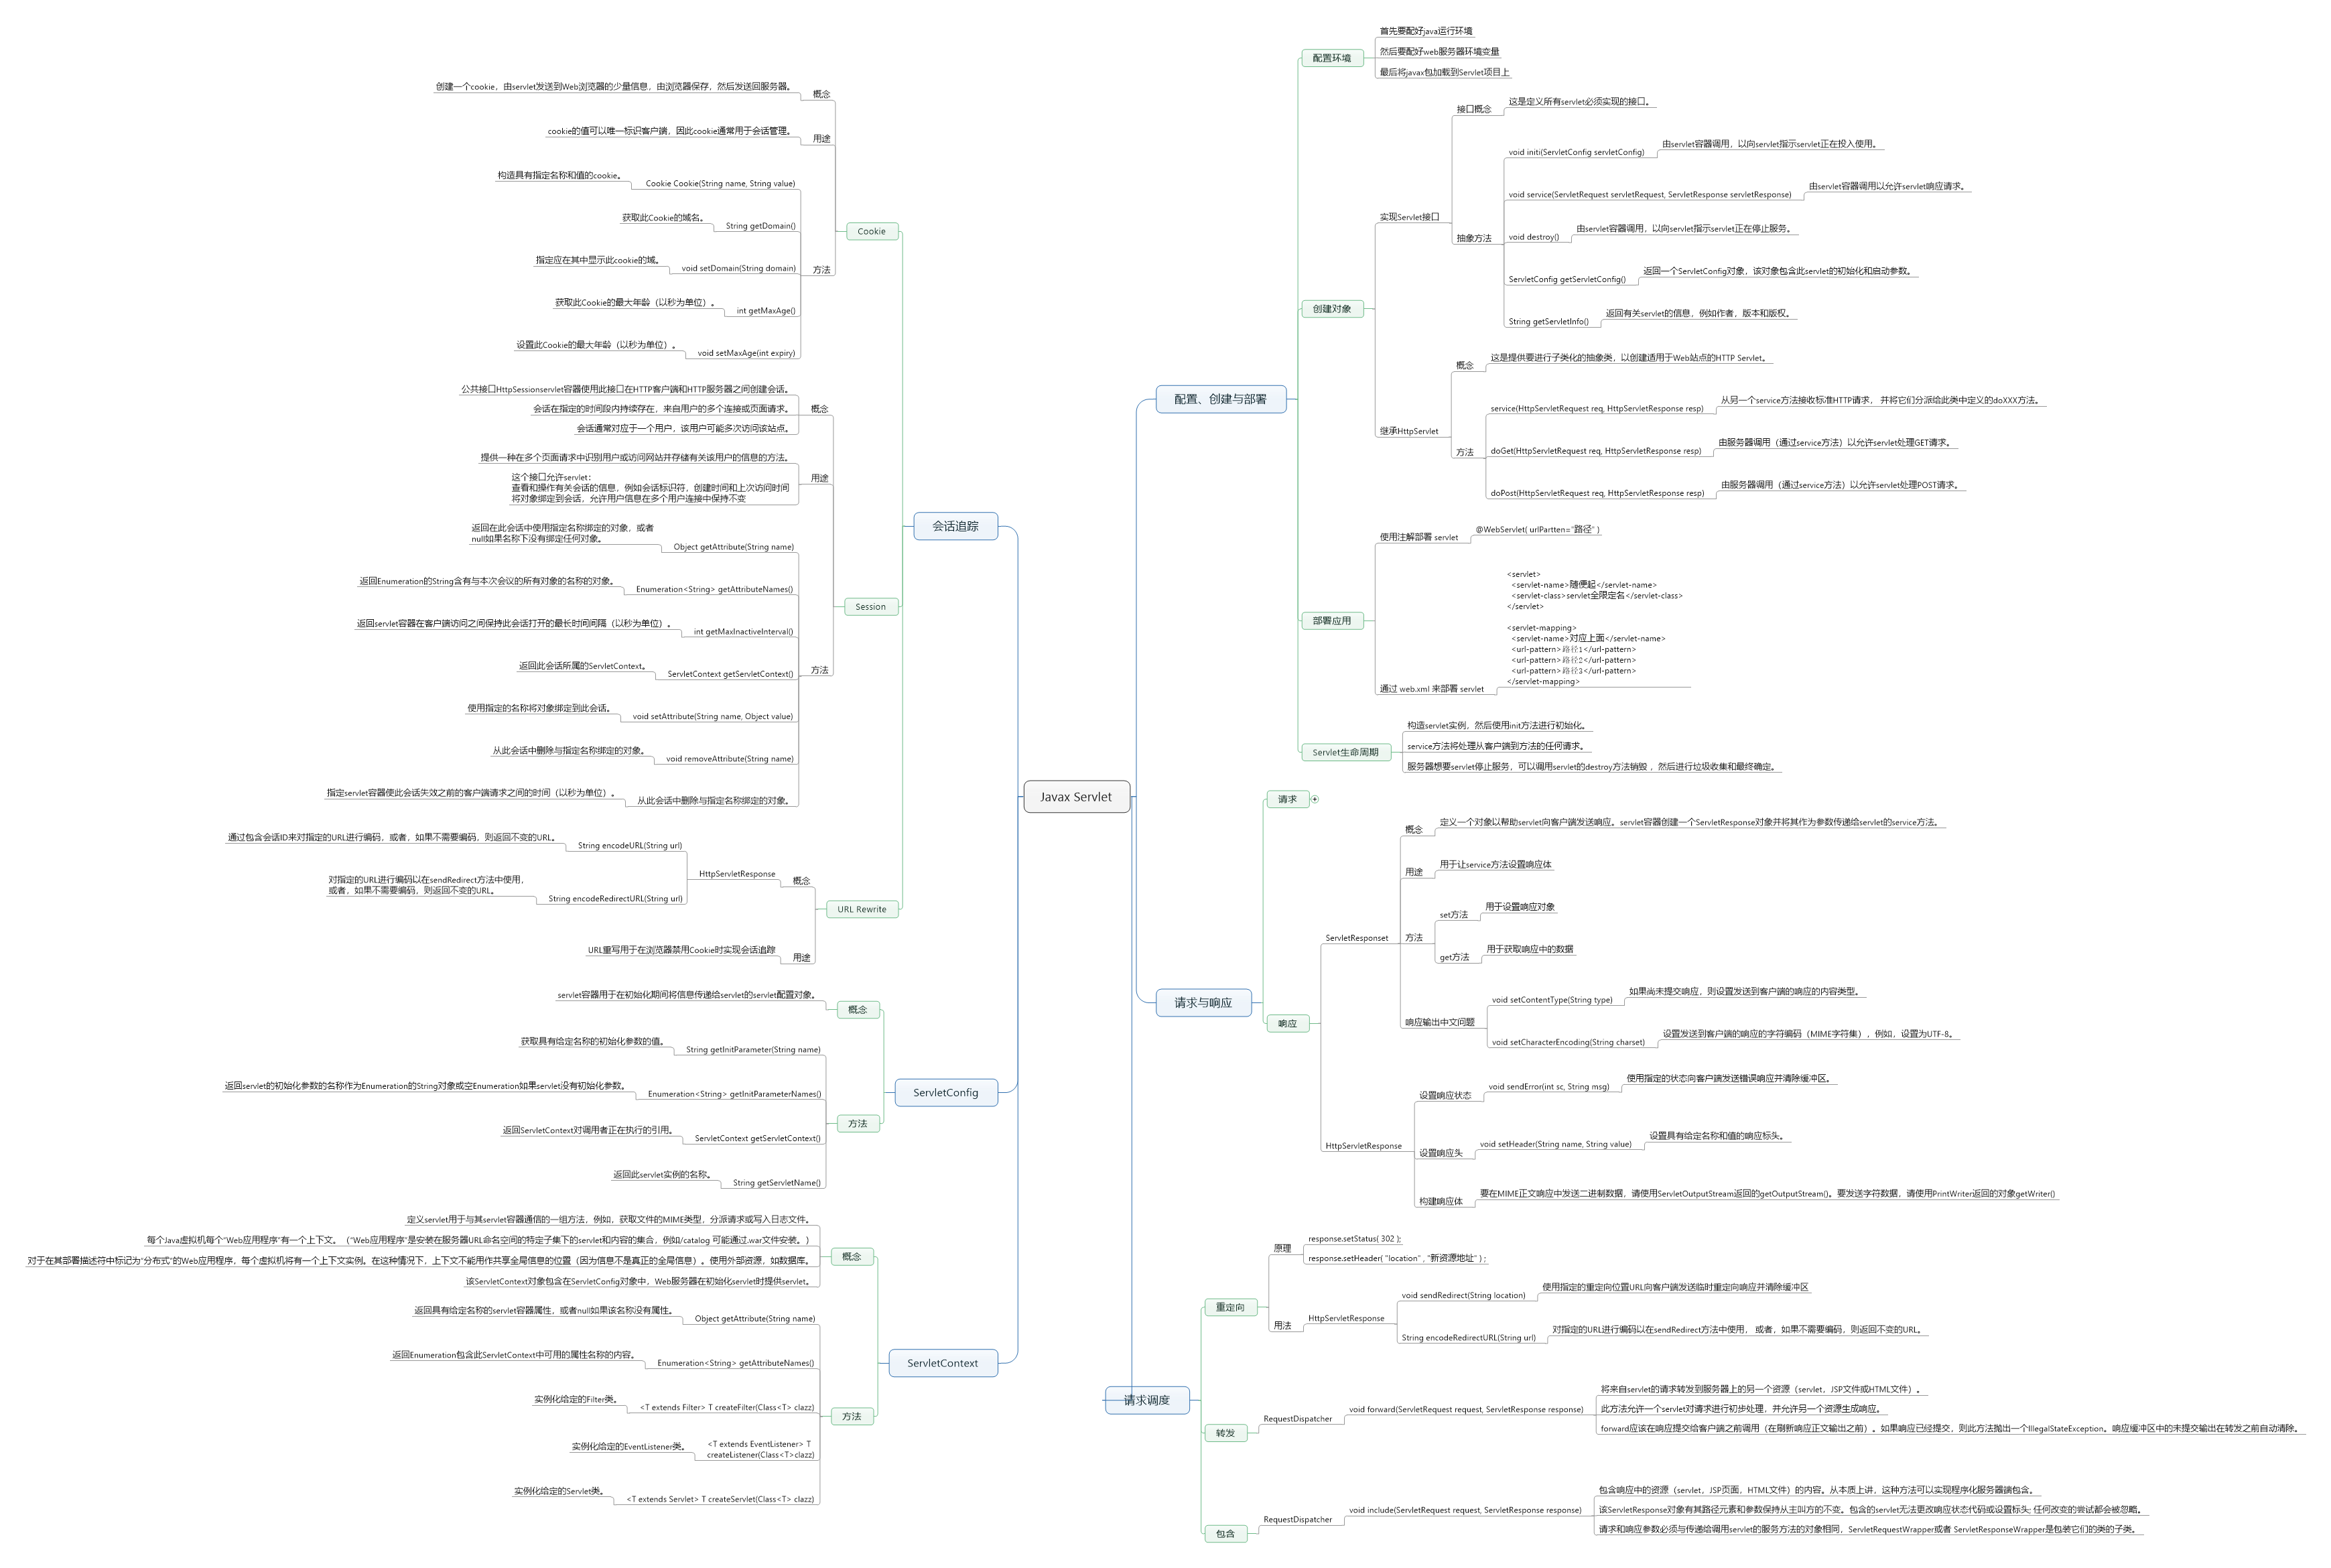 Javax Servlet
配置、创建与部署
配置环境
首先要配好java运行环境
然后要配好web服务器环境变量
最后将javax包加载到Servlet项目上
创建对象
实现Servlet接口
接口概念
这是定义所有servlet必须实现的接口。
抽象方法
void initi(ServletConfig servletConfig)
由servlet容器调用，以向servlet指示servlet正在投入使用。
void service(ServletRequest servletRequest, ServletResponse servletResponse)
由servlet容器调用以允许servlet响应请求。
void destroy()
由servlet容器调用，以向servlet指示servlet正在停止服务。
ServletConfig getServletConfig()
返回一个ServletConfig对象，该对象包含此servlet的初始化和启动参数。
String getServletInfo()
返回有关servlet的信息，例如作者，版本和版权。
继承HttpServlet
概念
这是提供要进行子类化的抽象类，以创建适用于Web站点的HTTP Servlet。
方法
service(HttpServletRequest req, HttpServletResponse resp)
从另一个service方法接收标准HTTP请求， 并将它们分派给此类中定义的doXXX方法。
doGet(HttpServletRequest req, HttpServletResponse resp)
由服务器调用（通过service方法）以允许servlet处理GET请求。
doPost(HttpServletRequest req, HttpServletResponse resp)
由服务器调用（通过service方法）以允许servlet处理POST请求。
部署应用
使用注解部署 servlet
@WebServlet( urlPartten="路径" )
通过 web.xml 来部署 servlet
<servlet>
<servlet-name>随便起</servlet-name>
<servlet-class>servlet全限定名</servlet-class>
</servlet>
<servlet-mapping>
<servlet-name>对应上面</servlet-name>
<url-pattern>路径1</url-pattern>
<url-pattern>路径2</url-pattern>
<url-pattern>路径3</url-pattern>
</servlet-mapping>
Servlet生命周期
构造servlet实例，然后使用init方法进行初始化。
service方法将处理从客户端到方法的任何请求。
服务器想要servlet停止服务，可以调用servlet的destroy方法销毁 ，然后进行垃圾收集和最终确定。
请求与响应
请求
响应
ServletResponset
概念
定义一个对象以帮助servlet向客户端发送响应。servlet容器创建一个ServletResponse对象并将其作为参数传递给servlet的service方法。
用途
用于让service方法设置响应体
方法
set方法
用于设置响应对象
get方法
用于获取响应中的数据
响应输出中文问题
void setContentType(String type)
如果尚未提交响应，则设置发送到客户端的响应的内容类型。
void setCharacterEncoding(String charset)
设置发送到客户端的响应的字符编码（MIME字符集），例如，设置为UTF-8。
HttpServletResponse
设置响应状态
void sendError(int sc, String msg)
使用指定的状态向客户端发送错误响应并清除缓冲区。
设置响应头
void setHeader(String name, String value)
设置具有给定名称和值的响应标头。
构建响应体
要在MIME正文响应中发送二进制数据，请使用ServletOutputStream返回的getOutputStream()。要发送字符数据，请使用PrintWriter返回的对象getWriter()
请求调度
重定向
原理
response.setStatus( 302 );
response.setHeader( "location" , "新资源地址" ) ;
用法
HttpServletResponse
void sendRedirect(String location)
使用指定的重定向位置URL向客户端发送临时重定向响应并清除缓冲区
String encodeRedirectURL(String url)
对指定的URL进行编码以在sendRedirect方法中使用， 或者，如果不需要编码，则返回不变的URL。
转发
RequestDispatcher
void forward(ServletRequest request, ServletResponse response)
将来自servlet的请求转发到服务器上的另一个资源（servlet，JSP文件或HTML文件）。
此方法允许一个servlet对请求进行初步处理，并允许另一个资源生成响应。
forward应该在响应提交给客户端之前调用（在刷新响应正文输出之前）。如果响应已经提交，则此方法抛出一个IllegalStateException。响应缓冲区中的未提交输出在转发之前自动清除。
包含
RequestDispatcher
void include(ServletRequest request, ServletResponse response)
包含响应中的资源（servlet，JSP页面，HTML文件）的内容。从本质上讲，这种方法可以实现程序化服务器端包含。
该ServletResponse对象有其路径元素和参数保持从主叫方的不变。包含的servlet无法更改响应状态代码或设置标头; 任何改变的尝试都会被忽略。
请求和响应参数必须与传递给调用servlet的服务方法的对象相同，ServletRequestWrapper或者 ServletResponseWrapper是包装它们的类的子类。
会话追踪
Cookie
概念
创建一个cookie，由servlet发送到Web浏览器的少量信息，由浏览器保存，然后发送回服务器。
用途
cookie的值可以唯一标识客户端，因此cookie通常用于会话管理。
方法
Cookie Cookie(String name, String value)
构造具有指定名称和值的cookie。
String getDomain()
获取此Cookie的域名。
void setDomain(String domain)
指定应在其中显示此cookie的域。
int getMaxAge()
获取此Cookie的最大年龄（以秒为单位）。
void setMaxAge(int expiry)
设置此Cookie的最大年龄（以秒为单位）。
Session
概念
公共接口HttpSessionservlet容器使用此接口在HTTP客户端和HTTP服务器之间创建会话。
会话在指定的时间段内持续存在，来自用户的多个连接或页面请求。
会话通常对应于一个用户，该用户可能多次访问该站点。
用途
提供一种在多个页面请求中识别用户或访问网站并存储有关该用户的信息的方法。
这个接口允许servlet：
查看和操作有关会话的信息，例如会话标识符，创建时间和上次访问时间
将对象绑定到会话，允许用户信息在多个用户连接中保持不变
方法
Object getAttribute(String name)
返回在此会话中使用指定名称绑定的对象，或者
null如果名称下没有绑定任何对象。
Enumeration<String> getAttributeNames()
返回Enumeration的String含有与本次会议的所有对象的名称的对象。
int getMaxInactiveInterval()
返回servlet容器在客户端访问之间保持此会话打开的最长时间间隔（以秒为单位）。
ServletContext getServletContext()
返回此会话所属的ServletContext。
void setAttribute(String name, Object value)
使用指定的名称将对象绑定到此会话。
void removeAttribute(String name)
从此会话中删除与指定名称绑定的对象。
从此会话中删除与指定名称绑定的对象。
指定servlet容器使此会话失效之前的客户端请求之间的时间（以秒为单位）。
URL Rewrite
概念
HttpServletResponse
String encodeURL(String url)
通过包含会话ID来对指定的URL进行编码，或者，如果不需要编码，则返回不变的URL。
String encodeRedirectURL(String url)
对指定的URL进行编码以在sendRedirect方法中使用，
或者，如果不需要编码，则返回不变的URL。
用途
URL重写用于在浏览器禁用Cookie时实现会话追踪
ServletConfig
概念
servlet容器用于在初始化期间将信息传递给servlet的servlet配置对象。
方法
String getInitParameter(String name)
获取具有给定名称的初始化参数的值。
Enumeration<String> getInitParameterNames()
返回servlet的初始化参数的名称作为Enumeration的String对象或空Enumeration如果servlet没有初始化参数。
ServletContext getServletContext()
返回ServletContext对调用者正在执行的引用。
String getServletName()
返回此servlet实例的名称。
ServletContext
概念
定义servlet用于与其servlet容器通信的一组方法，例如，获取文件的MIME类型，分派请求或写入日志文件。
每个Java虚拟机每个“Web应用程序”有一个上下文。（“Web应用程序”是安装在服务器URL命名空间的特定子集下的servlet和内容的集合，例如/catalog 可能通过.war文件安装。）
对于在其部署描述符中标记为“分布式”的Web应用程序，每个虚拟机将有一个上下文实例。在这种情况下，上下文不能用作共享全局信息的位置（因为信息不是真正的全局信息）。使用外部资源，如数据库。
该ServletContext对象包含在ServletConfig对象中，Web服务器在初始化servlet时提供servlet。
方法
Object getAttribute(String name)
返回具有给定名称的servlet容器属性，或者null如果该名称没有属性。
Enumeration<String> getAttributeNames()
返回Enumeration包含此ServletContext中可用的属性名称的内容。
<T extends Filter> T createFilter(Class<T> clazz)
实例化给定的Filter类。
<T extends EventListener> T
createListener(Class<T>clazz)
实例化给定的EventListener类。
<T extends Servlet> T createServlet(Class<T> clazz)
实例化给定的Servlet类。